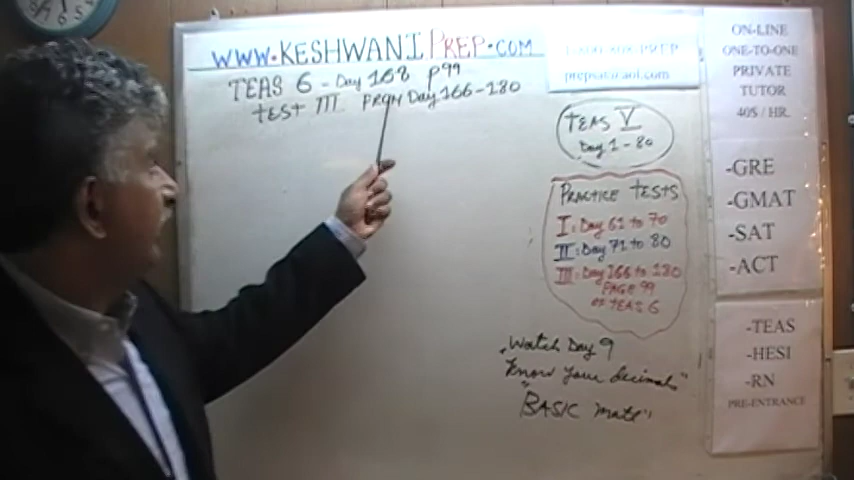 www.KESHWANIPREP.COM
TEAS 6 - Day 168 P99
TEST III FROM Day 166-180
prepnation1.com
TEAS V
Day 1 - 80
PRACTICE TESTS
I: Day 61 to 70
II: Day 71 to 80
III: Day 166 to 180
PAGE 99
of TEAS 6
Watch Day 9
"Know Your Decimals"
"BASIC Math"
ON-LINE
ONE-TO-ONE
PRIVATE
TUTOR
40$ / HR.
-GRE
-GMAT
-SAT
-ACT
-TEAS
-HESI
-RN
PRE-ENTRANCE